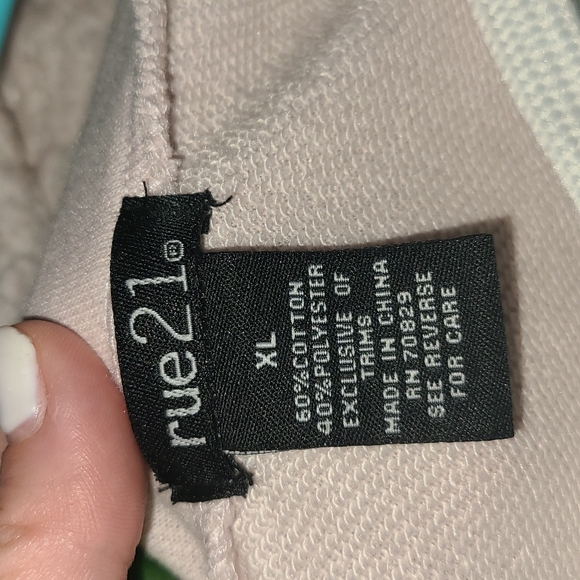 rue21®
XL
60%COTTON
40%POLYESTER
EXCLUSIVE OF
TRIMS
MADE IN CHINA
RN 70829
SEE REVERSE
FOR CARE